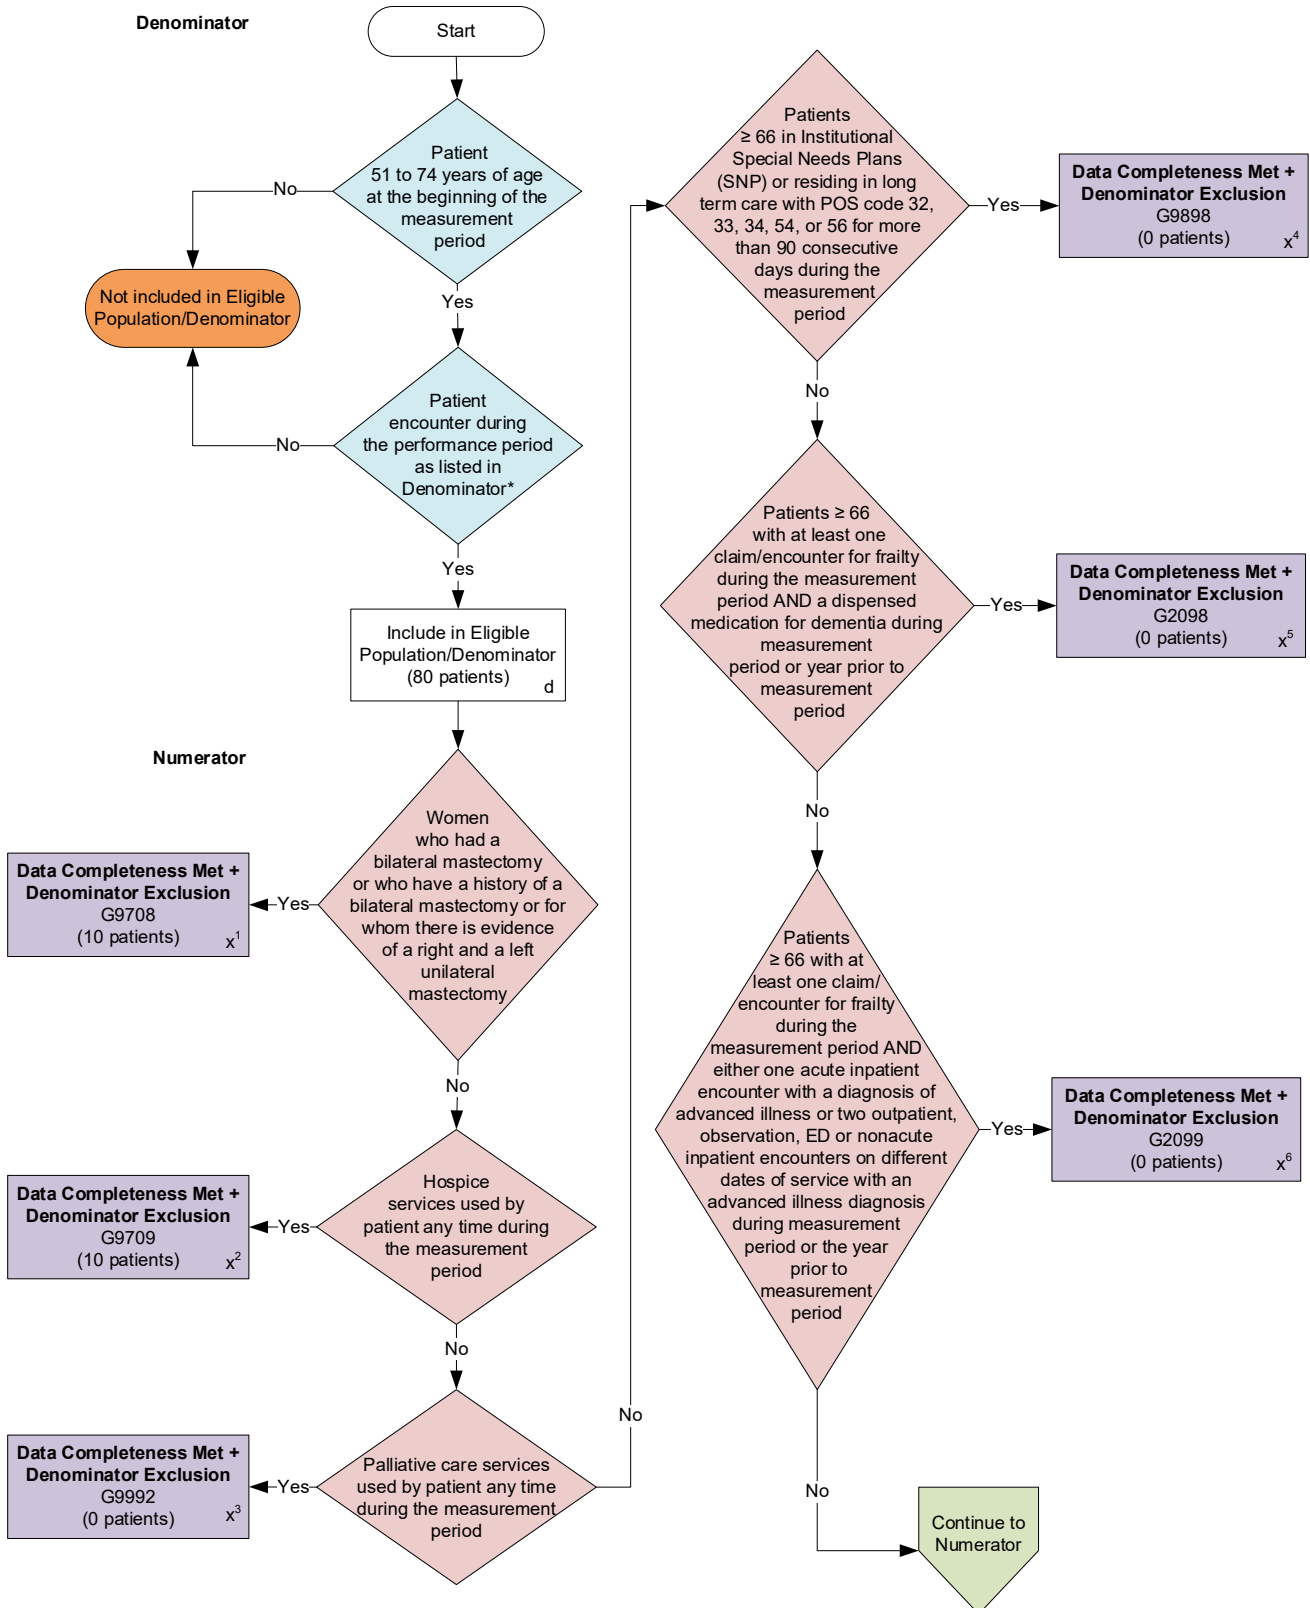 Denominator
Start
Patient
51 to 74 years of age
at the beginning of the
measurement
period
No
Not included in Eligible
Population/Denominator
Yes
Patient
encounter during
the performance period
as listed in
Denominator*
No
Yes
Include in Eligible
Population/Denominator
(80 patients)
d
Numerator
Women
who had a
bilateral mastectomy
or who have a history of a
bilateral mastectomy or for
whom there is evidence
of a right and a left
unilateral
mastectomy
Yes
Data Completeness Met +
Denominator Exclusion
G9708
(10 patients)
x1
No
Hospice
services used by
patient any time during
the measurement
period
Yes
Data Completeness Met +
Denominator Exclusion
G9709
(10 patients)
x2
No
Palliative care services
used by patient any time
during the measurement
period
Yes
Data Completeness Met +
Denominator Exclusion
G9992
(0 patients)
x3
No
Patients
≥ 66 in Institutional
Special Needs Plans
(SNP) or residing in long
term care with POS code 32,
33, 34, 54, or 56 for more
than 90 consecutive
days during the
measurement
period
Yes
Data Completeness Met +
Denominator Exclusion
G9898
(0 patients)
x4
No
Patients ≥ 66
with at least one
claim/encounter for frailty
during the measurement
period AND a dispensed
medication for dementia during
measurement
period or year prior to
measurement
period
Yes
Data Completeness Met +
Denominator Exclusion
G2098
(0 patients)
x5
No
Patients
≥ 66 with at
least one claim/
encounter for frailty
during the
measurement period AND
either one acute inpatient
encounter with a diagnosis of
advanced illness or two outpatient,
observation, ED or nonacute
inpatient encounters on different
dates of service with an
advanced illness diagnosis
during measurement
period or the year
prior to
measurement
period
Yes
Data Completeness Met +
Denominator Exclusion
G2099
(0 patients)
x6
No
Continue to
Numerator